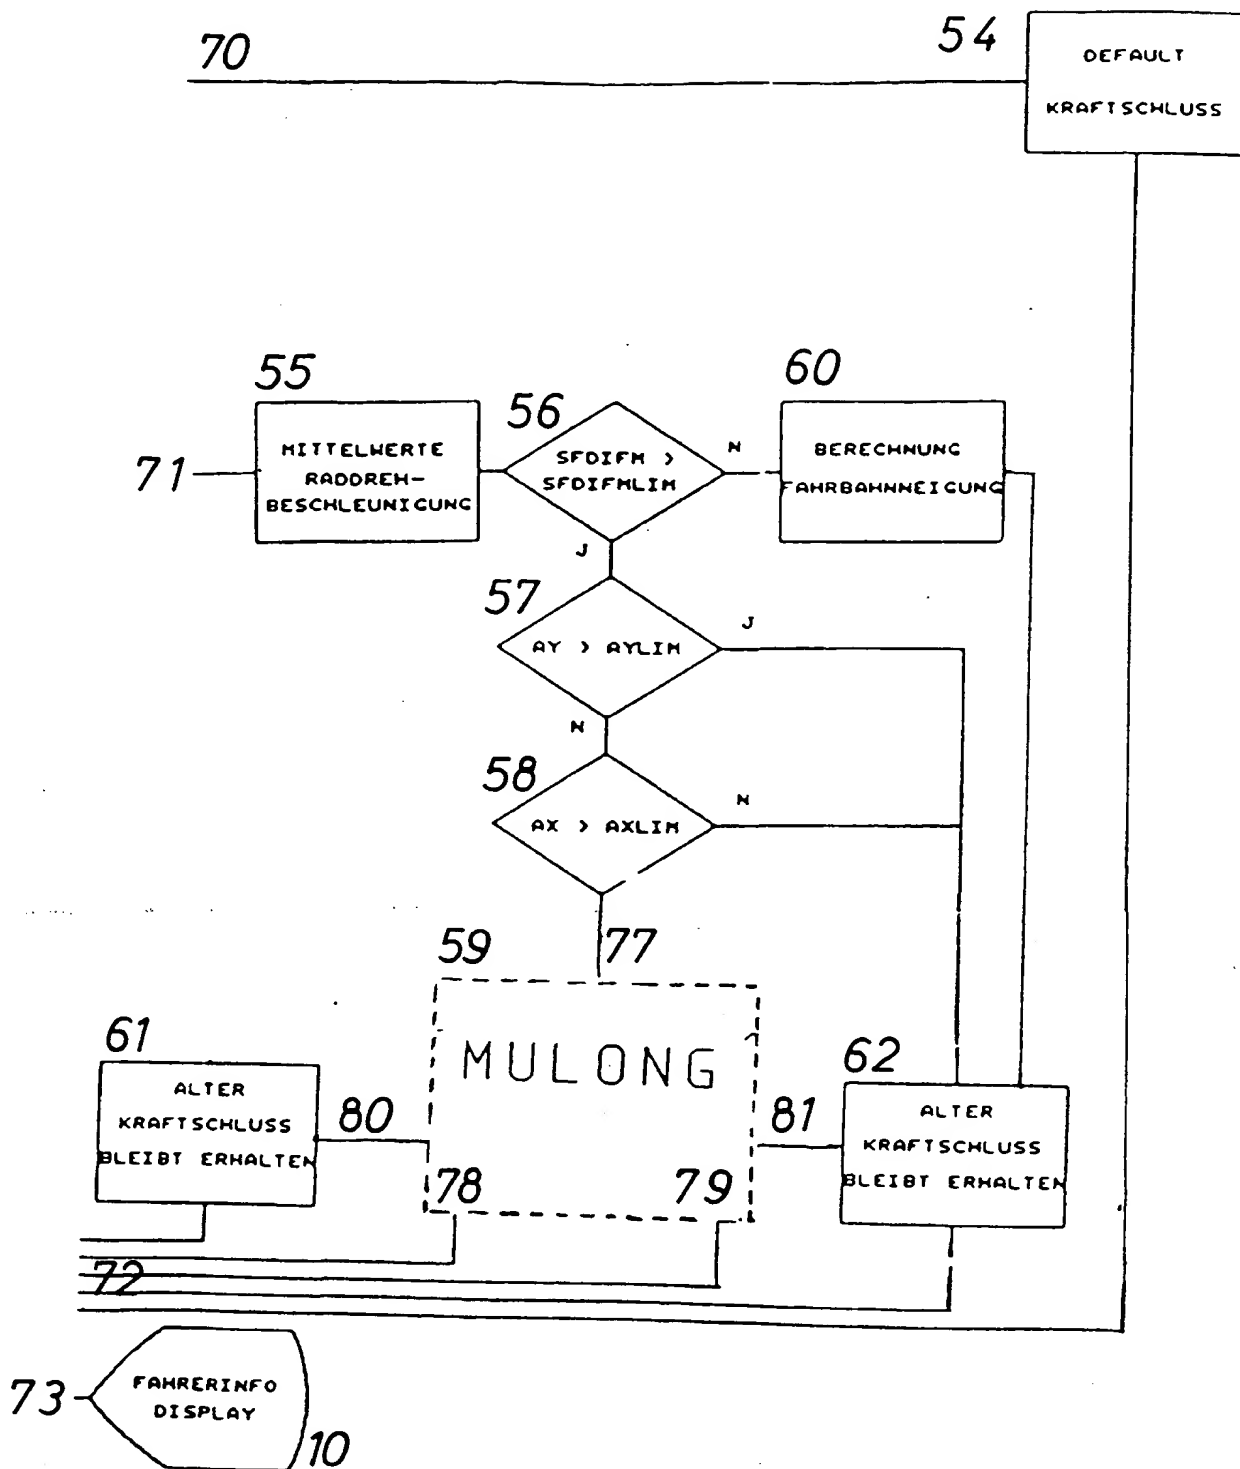 70
54
DEFAULT
KRAFTSCHLUSS
55
MITTELWERTE
RADDREH-
BESCHLEUNIGUNG
71
56
SFDIFM >
SFDIFMLIM
N
J
60
BERECHNUNG
FAHRBAHNNEIGUNG
57
AY > AYLIM
J
N
58
AX > AXLIM
N
77
59
MULONG
61
ALTER
KRAFTSCHLUSS
BLEIBT ERHALTEN
80
78
79
81
62
ALTER
KRAFTSCHLUSS
BLEIBT ERHALTEN
72
73
FAHRERINFO
DISPLAY
10